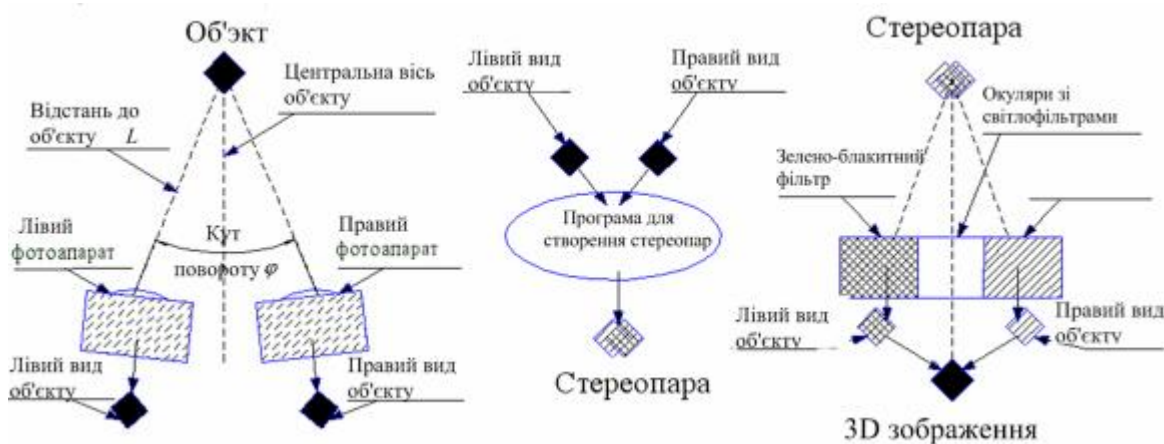 Об'экт
Центральна вісь
об'єкту
Відстань до
об'єкту L
Лівий
фотоапарат
Кут
повороту φ
Правий
фотоапарат
Лівий вид
об'єкту
Правий вид
об'єкту
Лівий вид
об'єкту
Правий вид
об'єкту
Програма для
створення стереопар
Стереопара
Стереопара
Окуляри зі
світлофільтрами
Зелено-блакитний
фільтр
Лівий вид
об'єкту
Правий вид
об'єкту
3D зображення